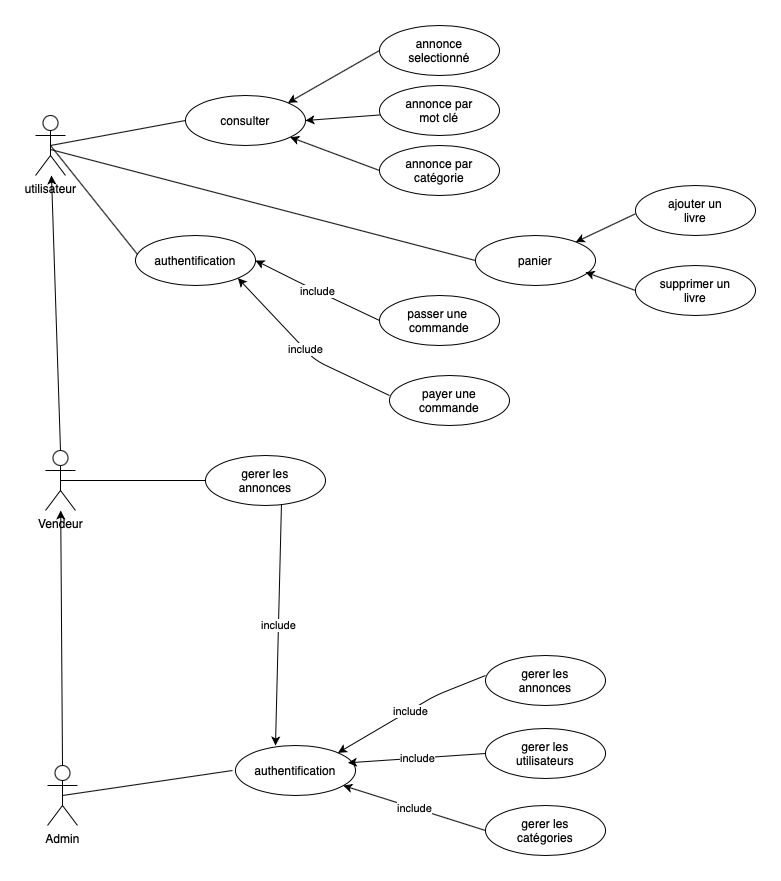 annonce
selectionné
annonce par
mot clé
consulter
annonce par
catégorie
utilisateur
ajouter un
livre
authentification
panier
supprimer un
livre
include
passer une
commande
include
payer une
commande
gerer les
annonces
Vendeur
include
gerer les
annonces
include
gerer les
utilisateurs
include
authentification
include
gerer les
catégories
Admin